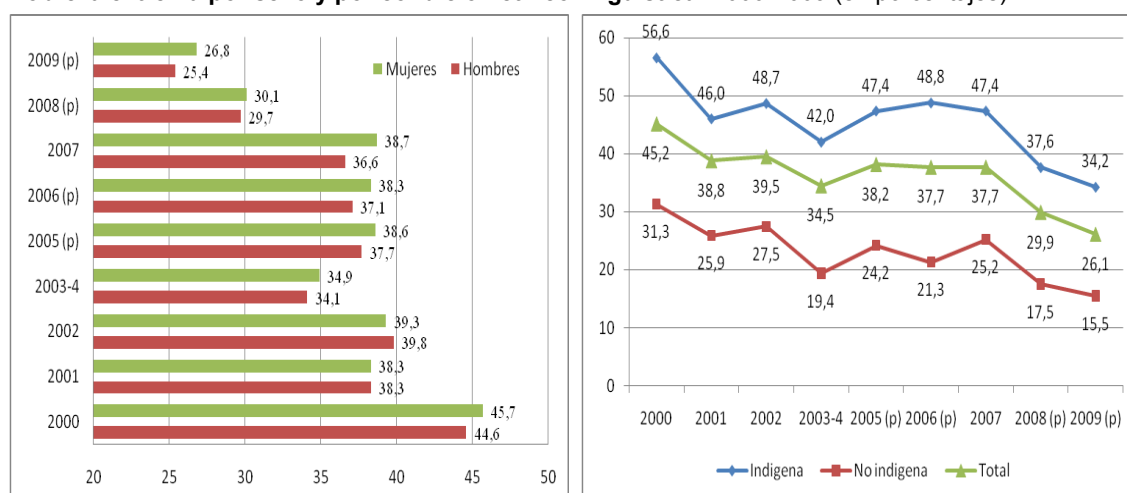 por sexo y por (en porcentajes)
2009 (p)
26,8
25,4
Mujeres
Hombres
2008 (p)
30,1
29,7
2007
38,7
36,6
2006 (p)
38,3
37,1
2005 (p)
38,6
37,7
2003-4
34,9
34,1
2002
39,3
39,8
2001
38,3
38,3
2000
45,7
44,6
20 25 30 35 40 45 50
60
50
40
30
20
10
0
56,6 46,0 48,7 42,0 47,4 48,8 47,4 37,6 34,2
45,2 38,8 39,5 34,5 38,2 37,7 37,7 29,9 26,1
31,3 25,9 27,5 19,4 24,2 21,3 25,2 17,5 15,5
2000 2001 2002 2003-4 2005 (p) 2006 (p) 2007 2008 (p) 2009 (p)
Indigena No indigena Total